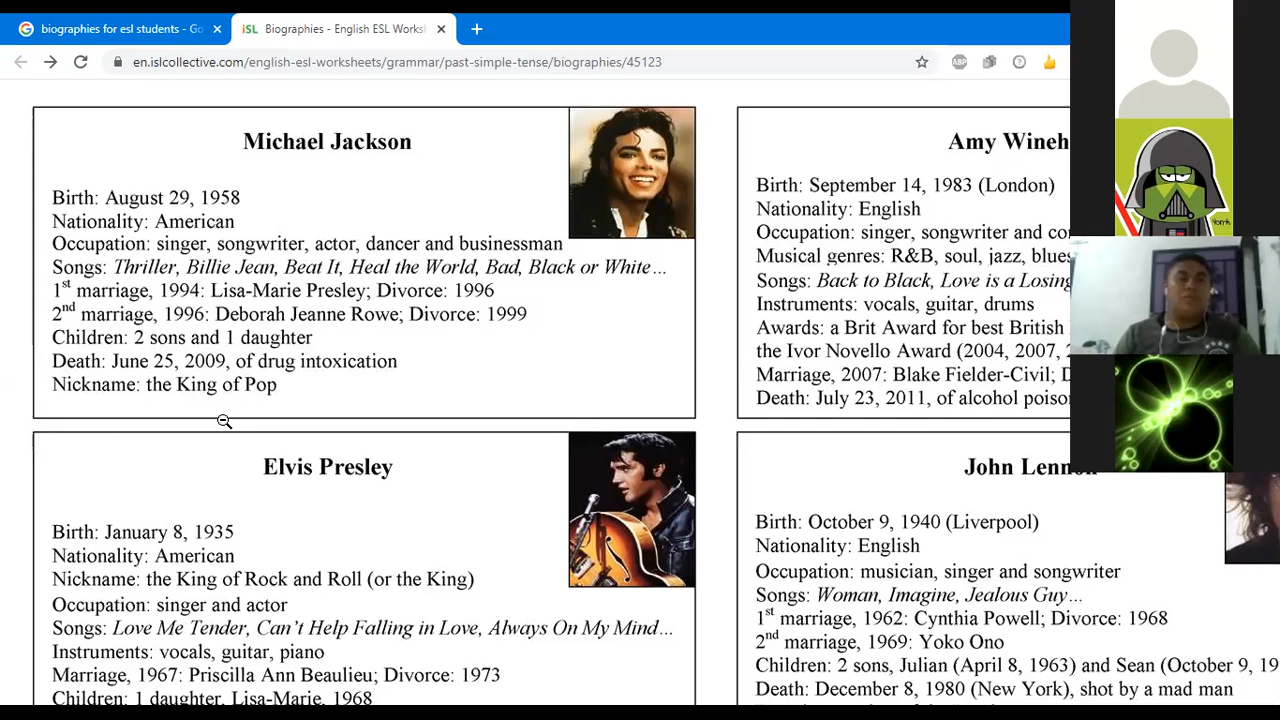 biographies for esl students - Go
iSL Biographies - English ESL Works
en.islcollective.com/english-esl-worksheets/grammar/past-simple-tense/biographies/45123
ABP
Michael Jackson
Birth: August 29, 1958
Nationality: American
Occupation: singer, songwriter, actor, dancer and businessman
Songs: Thriller, Billie Jean, Beat It, Heal the World, Bad, Black or White…
1st marriage, 1994: Lisa-Marie Presley; Divorce: 1996
2nd marriage, 1996: Deborah Jeanne Rowe; Divorce: 1999
Children: 2 sons and 1 daughter
Death: June 25, 2009, of drug intoxication
Nickname: the King of Pop
Amy Wineh
Birth: September 14, 1983 (London)
Nationality: English
Occupation: singer, songwriter and co
Musical genres: R&B, soul, jazz, blues
Songs: Back to Black, Love is a Losing
Instruments: vocals, guitar, drums
Awards: a Brit Award for best British
the Ivor Novello Award (2004, 2007, 2
Marriage, 2007: Blake Fielder-Civil; D
Death: July 23, 2011, of alcohol poiso
Elvis Presley
Birth: January 8, 1935
Nationality: American
Nickname: the King of Rock and Roll (or the King)
Occupation: singer and actor
Songs: Love Me Tender, Can't Help Falling in Love, Always On My Mind…
Instruments: vocals, guitar, piano
Marriage, 1967: Priscilla Ann Beaulieu; Divorce: 1973
Children: 1 daughter, Lisa-Marie, 1968
John Lennon
Birth: October 9, 1940 (Liverpool)
Nationality: English
Occupation: musician, singer and songwriter
Songs: Woman, Imagine, Jealous Guy…
1st marriage, 1962: Cynthia Powell; Divorce: 1968
2nd marriage, 1969: Yoko Ono
Children: 2 sons, Julian (April 8, 1963) and Sean (October 9, 19
Death: December 8, 1980 (New York), shot by a mad man